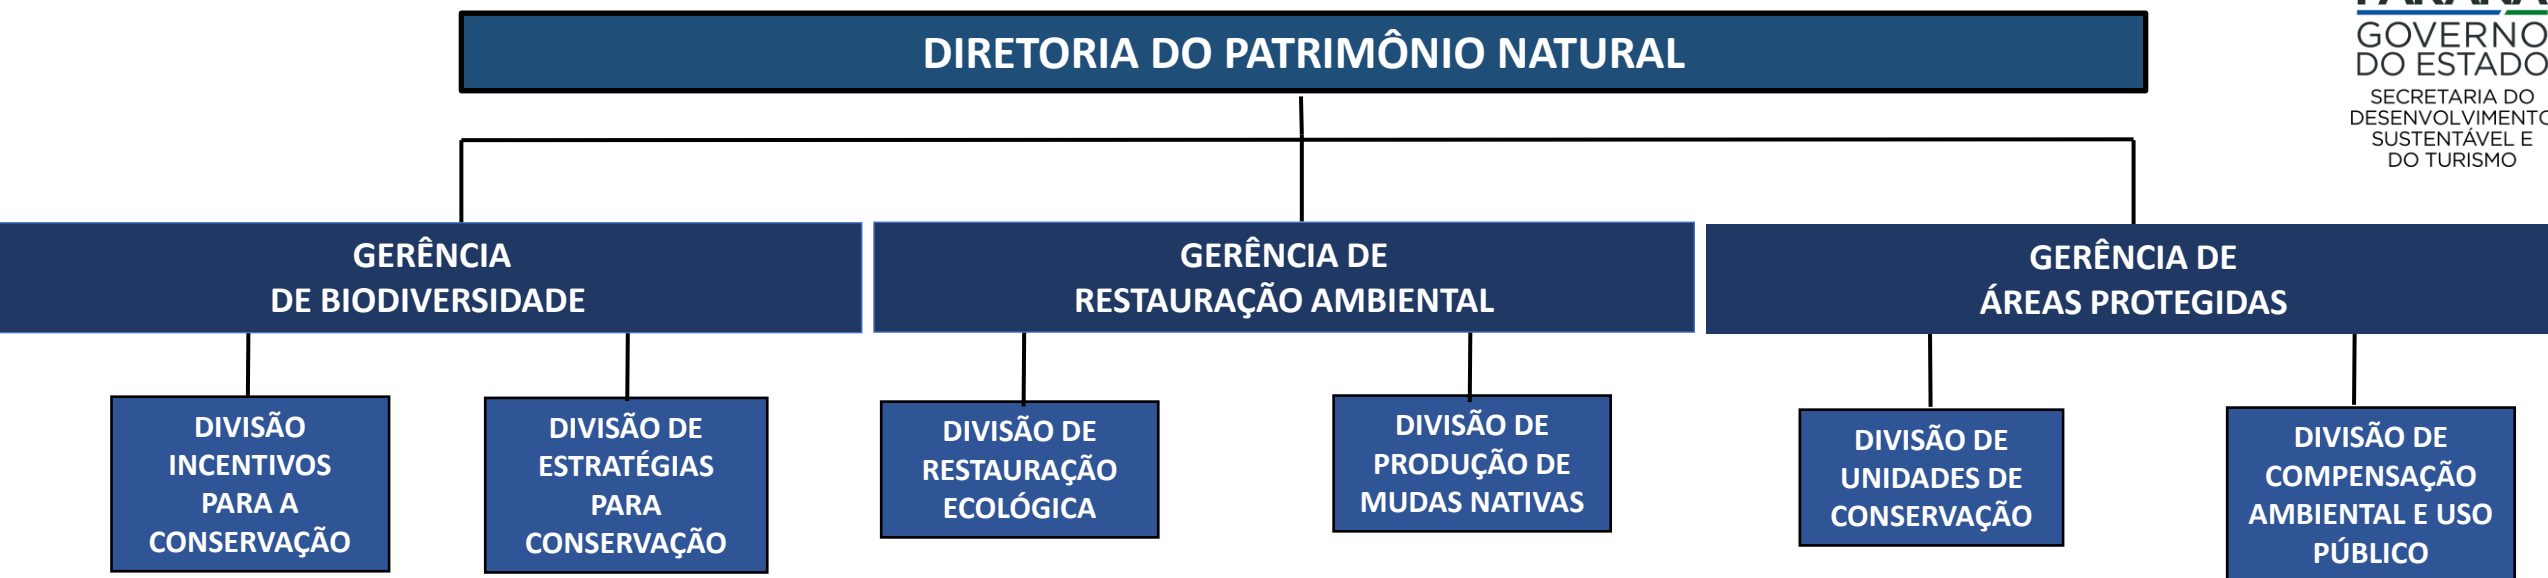 DIRETORIA DO PATRIMÔNIO NATURAL
PARANÁ
GOVERNO
DO ESTADO
SECRETARIA DO
DESENVOLVIMENTO
SUSTENTÁVEL E
DO TURISMO
GERÊNCIA
DE BIODIVERSIDADE
GERÊNCIA DE
RESTAURAÇÃO AMBIENTAL
GERÊNCIA DE
ÁREAS PROTEGIDAS
DIVISÃO
INCENTIVOS
PARA A
CONSERVAÇÃO
DIVISÃO DE
ESTRATÉGIAS
PARA
CONSERVAÇÃO
DIVISÃO DE
RESTAURAÇÃO
ECOLÓGICA
DIVISÃO DE
PRODUÇÃO DE
MUDAS NATIVAS
DIVISÃO DE
UNIDADES DE
CONSERVAÇÃO
DIVISÃO DE
COMPENSAÇÃO
AMBIENTAL E USO
PÚBLICO